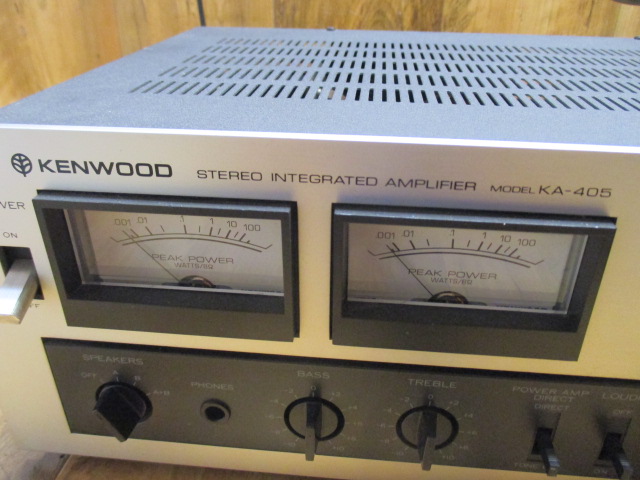 KENWOOD STEREO INTEGRATED AMPLIFIER MODEL KA-405
ON
.001 .01 .1 1 10 100
PEAK POWER
WATTS/8Ω
.001 .01 .1 1 10 100
PEAK POWER
WATTS/8Ω
SPEAKERS
OFF A B A+B
PHONES
BASS
TREBLE
POWER AMP
DIRECT
DIRECT